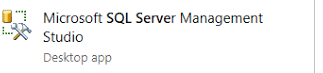 Microsoft SQL Server Management
Studio
Desktop app